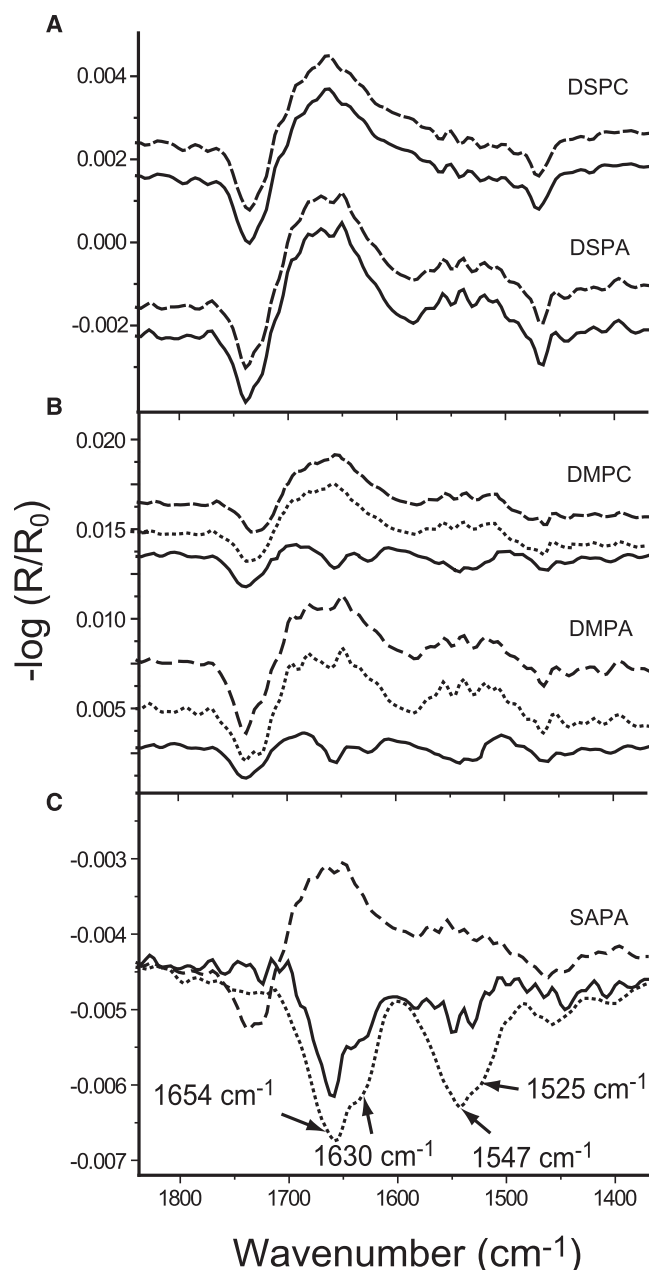 A
0.004
DSPC
0.002
0.000
DSPA
-0.002
B
0.020
DMPC
0.015
-log (R/R0)
0.010
DMPA
0.005
C
-0.003
SAPA
-0.004
-0.005
-0.006
1654 cm-1
1525 cm-1
1630 cm-1
1547 cm-1
-0.007
1800 1700 1600 1500 1400
Wavenumber (cm-1)